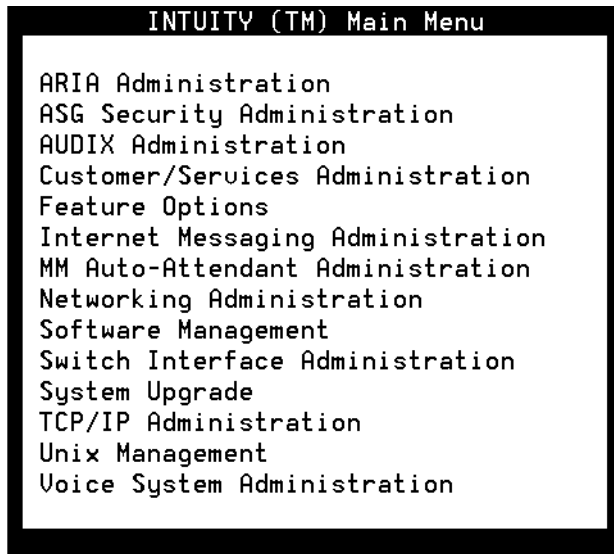 INTUITY (TM) Main Menu
ARIA Administration
ASG Security Administration
AUDIX Administration
Customer/Services Administration
Feature Options
Internet Messaging Administration
MM Auto-Attendant Administration
Networking Administration
Software Management
Switch Interface Administration
System Upgrade
TCP/IP Administration
Unix Management
Voice System Administration